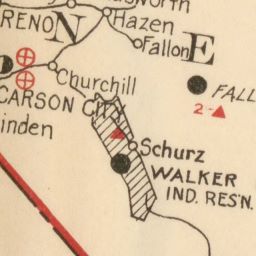 RENO
N
Hazen
Fallon
E
Churchill
FALL
2-
CARSON City
inden
Schurz
WALKER
IND. RES'N.